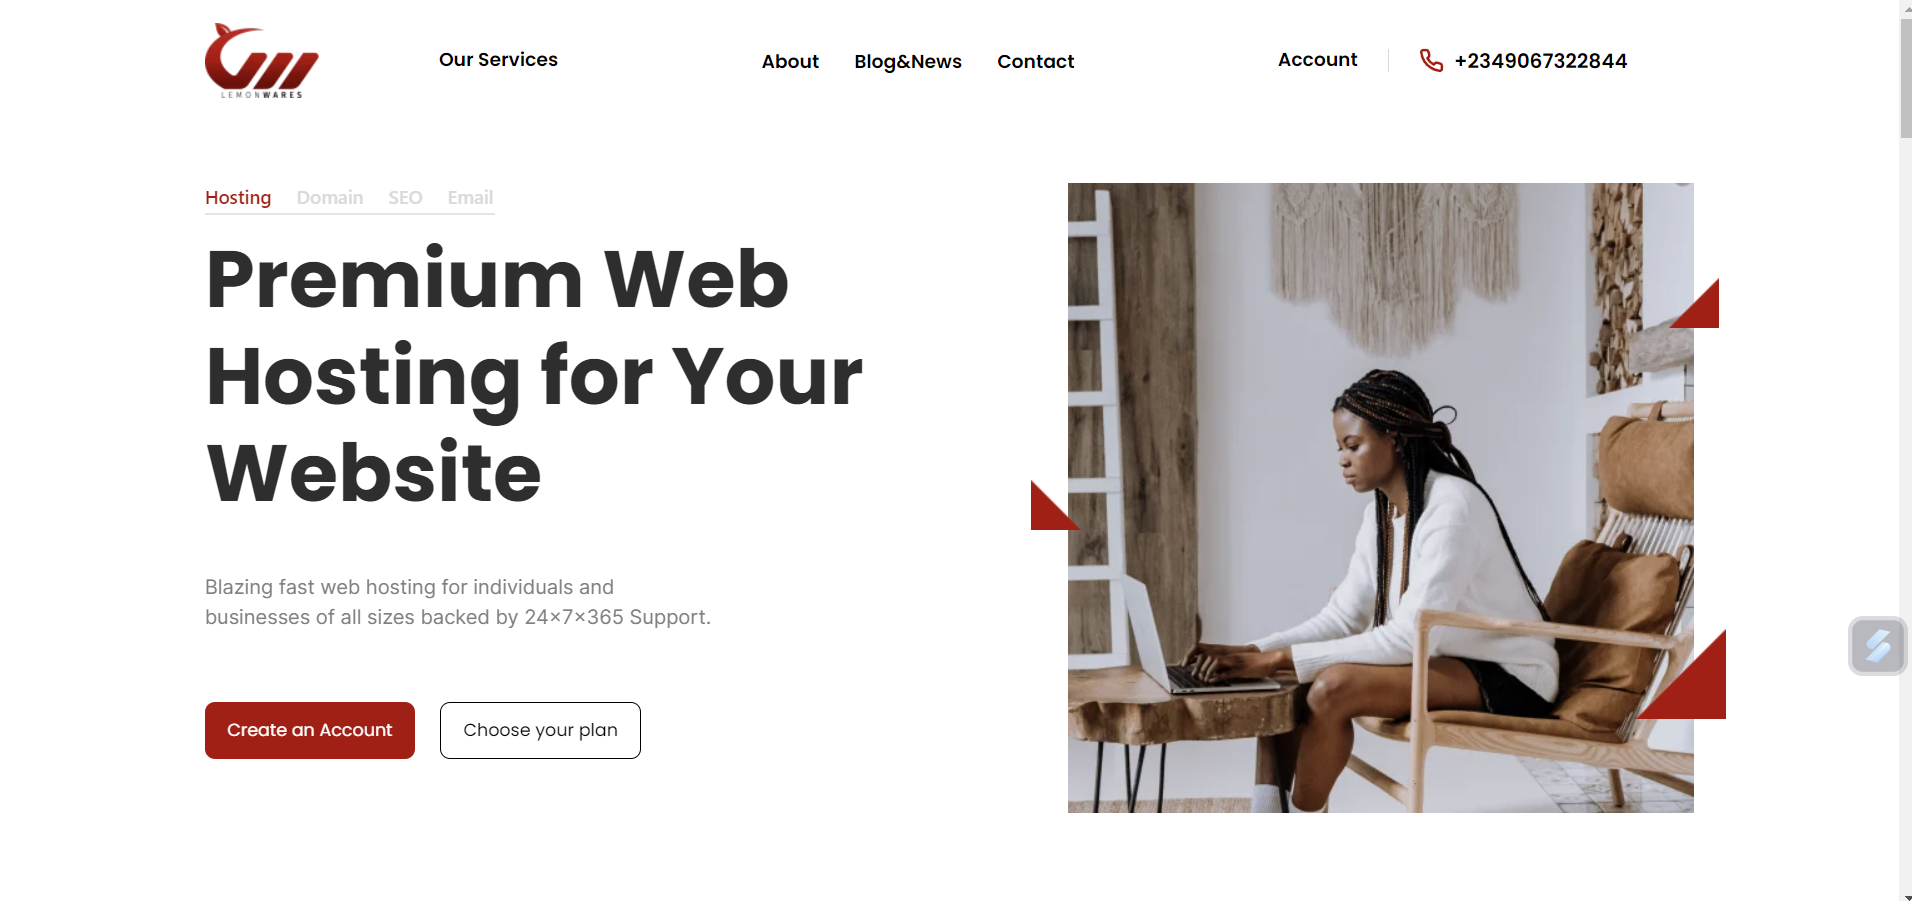 LEMONWARES
Our Services
About
Blog&News
Contact
Account
+2349067322844
Hosting
Domain
SEO
Email
Premium Web
Hosting for Your
Website
Blazing fast web hosting for individuals and
businesses of all sizes backed by 24×7×365 Support.
Create an Account
Choose your plan